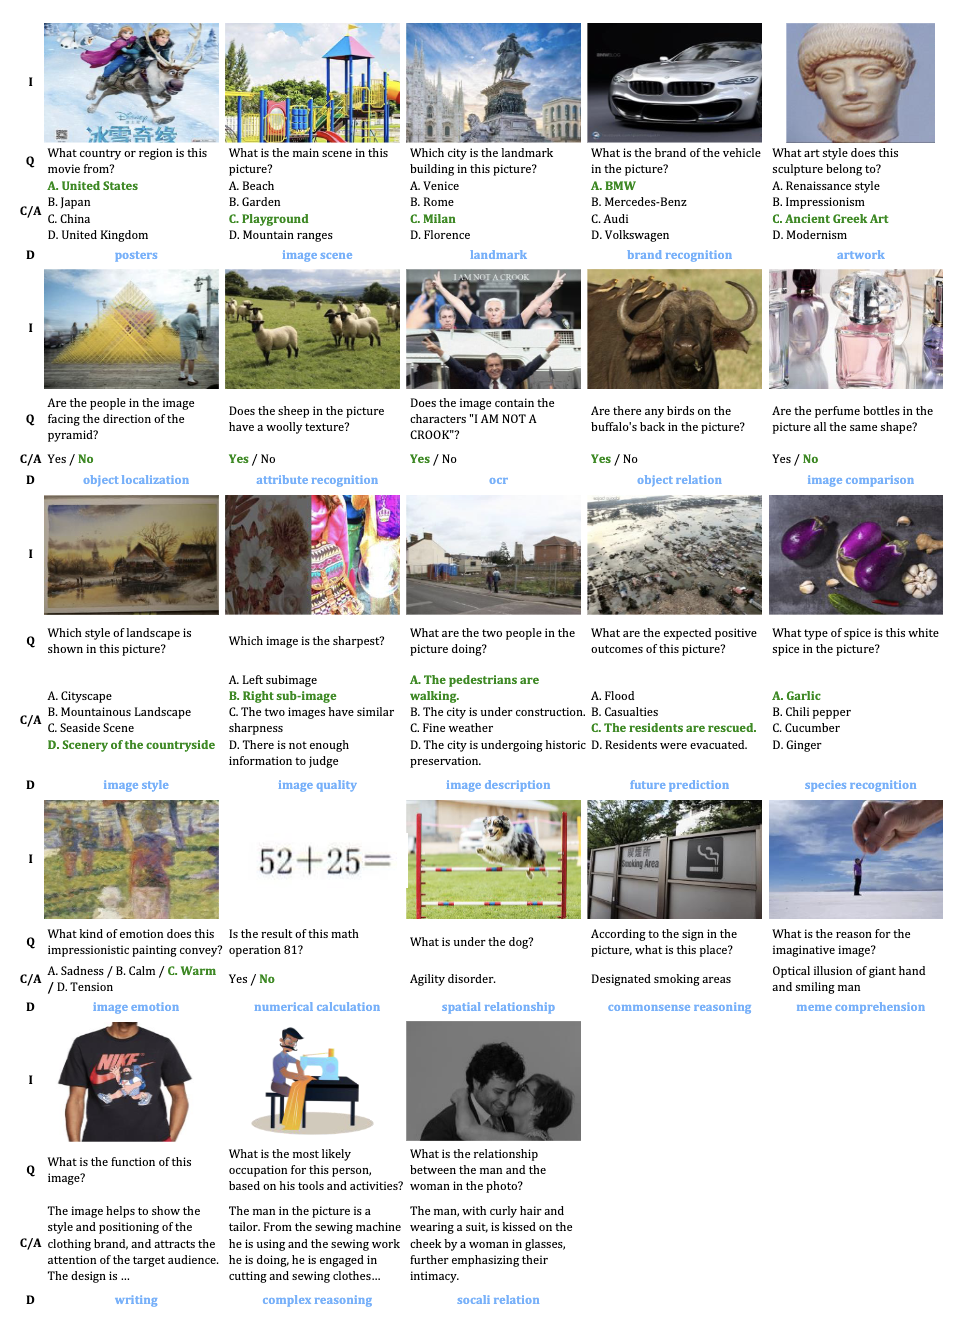 Disney
冰雪奇缘
I
Q
What country or region is this
movie from?
A. United States
B. Japan
C/A
C. China
D. United Kingdom
D
posters
What is the main scene in this
picture?
A. Beach
B. Garden
C. Playground
D. Mountain ranges
image scene
Which city is the landmark
building in this picture?
A. Venice
B. Rome
C. Milan
D. Florence
landmark
What is the brand of the vehicle
in the picture?
A. BMW
B. Mercedes-Benz
C. Audi
D. Volkswagen
brand recognition
What art style does this
sculpture belong to?
A. Renaissance style
B. Impressionism
C. Ancient Greek Art
D. Modernism
artwork
I
Q
Are the people in the image
facing the direction of the
pyramid?
C/A
Yes / No
D
object localization
Does the sheep in the picture
have a woolly texture?
Yes / No
attribute recognition
I AM NOT A CROOK
Does the image contain the
characters "I AM NOT A
CROOK"?
Yes / No
ocr
Are there any birds on the
buffalo's back in the picture?
Yes / No
object relation
Are the perfume bottles in the
picture all the same shape?
Yes / No
image comparison
I
Q
Which style of landscape is
shown in this picture?
C/A
A. Cityscape
B. Mountainous Landscape
C. Seaside Scene
D. Scenery of the countryside
D
image style
Which image is the sharpest?
A. Left subimage
B. Right sub-image
C. The two images have similar
sharpness
D. There is not enough
information to judge
image quality
What are the two people in the
picture doing?
A. The pedestrians are
walking.
B. The city is under construction.
C. Fine weather
D. The city is undergoing historic
preservation.
image description
What are the expected positive
outcomes of this picture?
A. Flood
B. Casualties
C. The residents are rescued.
D. Residents were evacuated.
future prediction
What type of spice is this white
spice in the picture?
A. Garlic
B. Chili pepper
C. Cucumber
D. Ginger
species recognition
I
Q
What kind of emotion does this
impressionistic painting convey?
C/A
A. Sadness / B. Calm / C. Warm
/ D. Tension
D
image emotion
52+25=
Is the result of this math
operation 81?
Yes / No
numerical calculation
What is under the dog?
Agility disorder.
spatial relationship
喫煙所
Smoking Area
According to the sign in the
picture, what is this place?
Designated smoking areas
commonsense reasoning
What is the reason for the
imaginative image?
Optical illusion of giant hand
and smiling man
meme comprehension
I
NIKE
Q
What is the function of this
image?
C/A
The image helps to show the
style and positioning of the
clothing brand, and attracts the
attention of the target audience.
The design is ...
D
writing
What is the most likely
occupation for this person,
based on his tools and activities?
The man in the picture is a
tailor. From the sewing machine
he is using and the sewing work
he is doing, he is engaged in
cutting and sewing clothes...
complex reasoning
What is the relationship
between the man and the
woman in the photo?
The man, with curly hair and
wearing a suit, is kissed on the
cheek by a woman in glasses,
further emphasizing their
intimacy.
socali relation